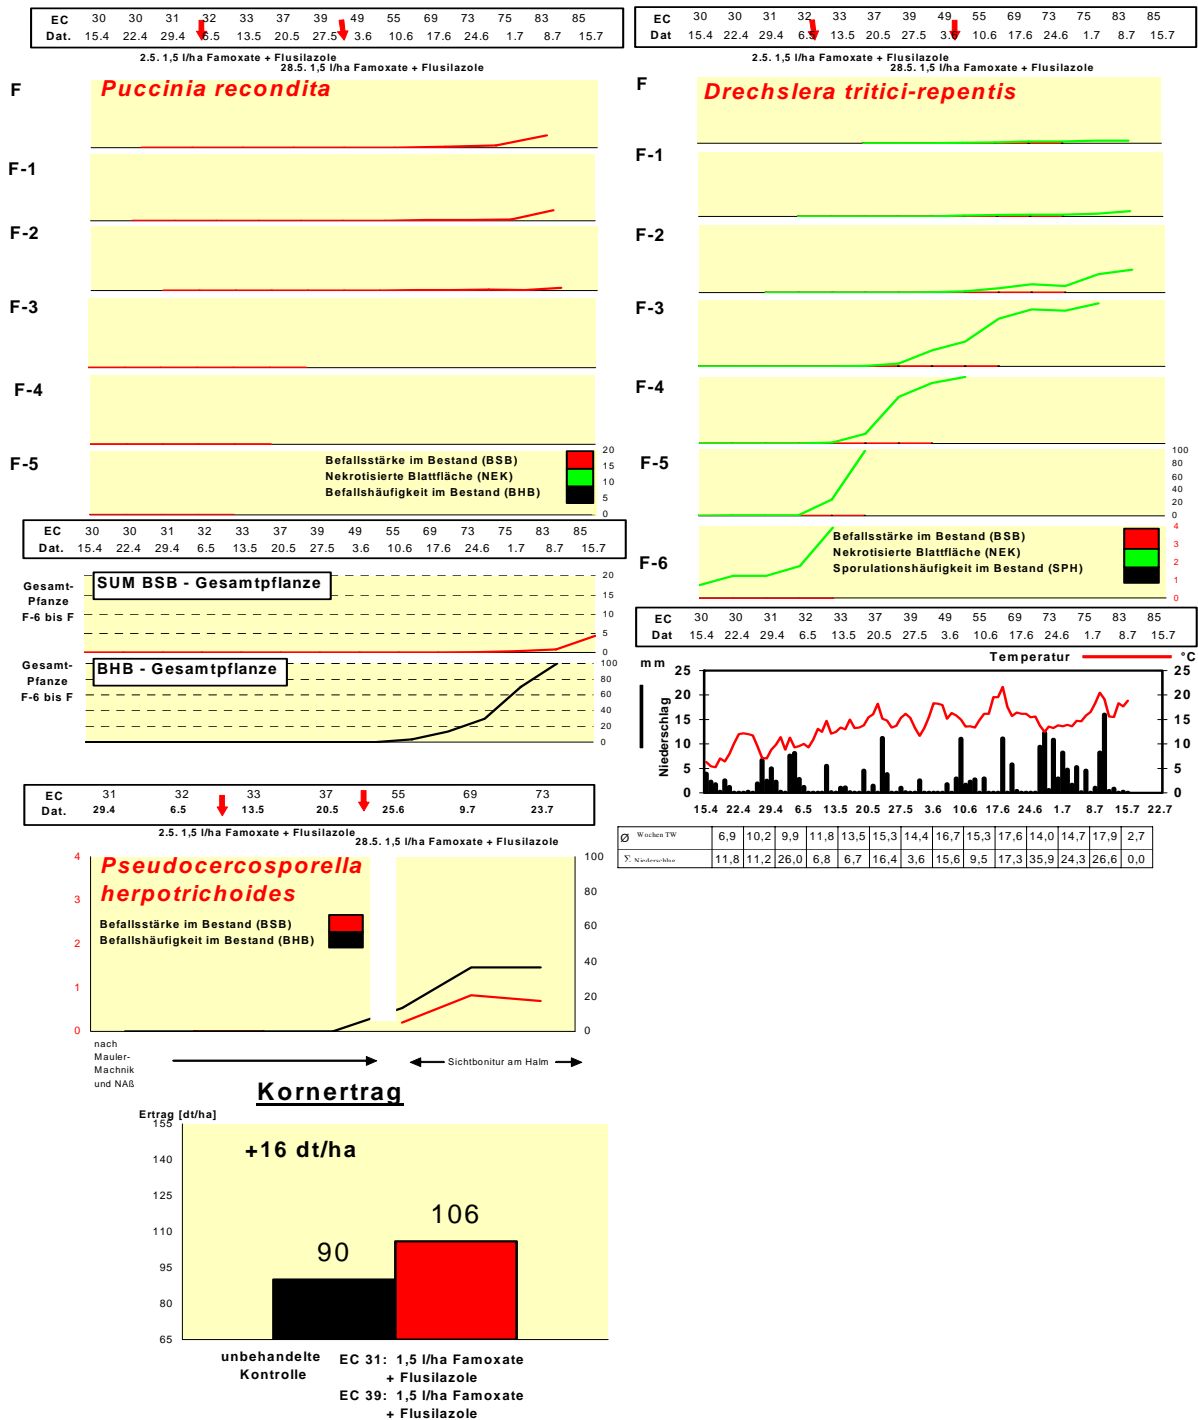 EC 30 30 31 32 33 37 39 49 55 69 73 75 83 85
Dat. 15.4 22.4 29.4 6.5 13.5 20.5 27.5 3.6 10.6 17.6 24.6 1.7 8.7 15.7
2.5. 1,5 l/ha Famoxate + Flusilazole
28.5. 1,5 l/ha Famoxate + Flusilazole
F
Puccinia recondita
F-1
F-2
F-3
F-4
F-5
Befallsstärke im Bestand (BSB)
Nekrotisierte Blattfläche (NEK)
Befallshäufigkeit im Bestand (BHB)
20
15
10
5
0
EC 30 30 31 32 33 37 39 49 55 69 73 75 83 85
Dat. 15.4 22.4 29.4 6.5 13.5 20.5 27.5 3.6 10.6 17.6 24.6 1.7 8.7 15.7
Gesamt-
Pfanze
F-6 bis F
SUM BSB - Gesamtpflanze
20
15
10
5
0
Gesamt-
Pfanze
F-6 bis F
BHB - Gesamtpflanze
100
80
60
40
20
0
EC 31 32 33 37 55 69 73
Dat. 29.4 6.5 13.5 20.5 25.6 9.7 23.7
2.5. 1,5 l/ha Famoxate + Flusilazole
28.5. 1,5 l/ha Famoxate + Flusilazole
Pseudocercosporella
herpotrichoides
Befallsstärke im Bestand (BSB)
Befallshäufigkeit im Bestand (BHB)
4
3
2
1
0
100
80
60
40
20
0
nach
Mauler-
Machnik
und NAß
Sichtbonitur am Halm
Kornertrag
Ertrag [dt/ha]
155
140
125
110
95
80
65
+16 dt/ha
90
106
unbehandelte
Kontrolle
EC 31: 1,5 l/ha Famoxate
+ Flusilazole
EC 39: 1,5 l/ha Famoxate
+ Flusilazole
EC 30 30 31 32 33 37 39 49 55 69 73 75 83 85
Dat. 15.4 22.4 29.4 6.5 13.5 20.5 27.5 3.6 10.6 17.6 24.6 1.7 8.7 15.7
2.5. 1,5 l/ha Famoxate + Flusilazole
28.5. 1,5 l/ha Famoxate + Flusilazole
F
Drechslera tritici-repentis
F-1
F-2
F-3
F-4
F-5
100
80
60
40
20
0
F-6
Befallsstärke im Bestand (BSB)
Nekrotisierte Blattfläche (NEK)
Sporulationshäufigkeit im Bestand (SPH)
4
3
2
1
0
EC 30 30 31 32 33 37 39 49 55 69 73 75 83 85
Dat 15.4 22.4 29.4 6.5 13.5 20.5 27.5 3.6 10.6 17.6 24.6 1.7 8.7 15.7
mm
Temperatur
°C
Niederschlag
25
20
15
10
5
0
25
20
15
10
5
0
15.4 22.4 29.4 6.5 13.5 20.5 27.5 3.6 10.6 17.6 24.6 1.7 8.7 15.7 22.7
Ø Wochen TW 6,9 10,2 9,9 11,8 13,5 15,3 14,4 16,7 15,3 17,6 14,0 14,7 17,9 2,7
Σ Niederschlag 11,8 11,2 26,0 6,8 6,7 16,4 3,6 15,6 9,5 17,3 35,9 24,3 26,6 0,0